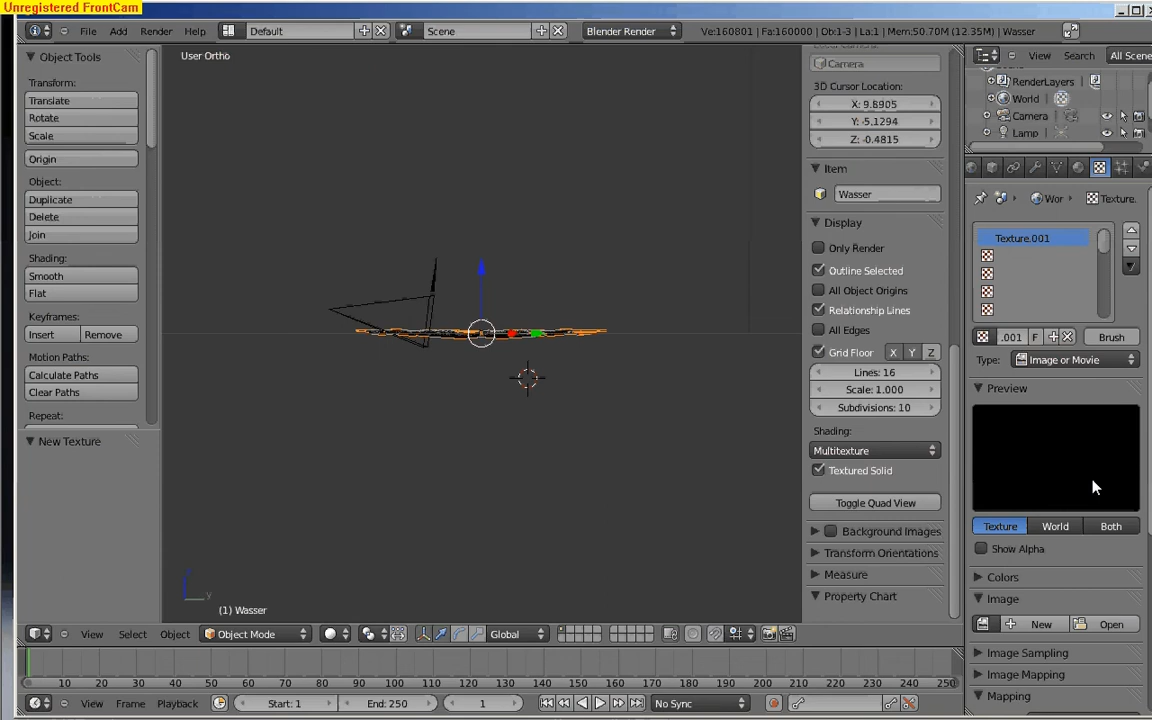 Unregistered FrontCam
File Add Render Help Default Scene Blender Render Ve:160801 | Fa:160000 | Ob:1-3 | La:1 | Mem:50.70M (12.35M) | Wasser
Object Tools
Transform:
Translate
Rotate
Scale
Origin
Object:
Duplicate
Delete
Join
Shading:
Smooth
Flat
Keyframes:
Insert Remove
Motion Paths:
Calculate Paths
Clear Paths
Repeat:
New Texture
User Ortho
y
(1) Wasser
Camera
3D Cursor Location:
X: 9.8905
Y: -5.1294
Z: -0.4815
Item
Wasser
Display
Only Render
Outline Selected
All Object Origins
Relationship Lines
All Edges
Grid Floor X Y Z
Lines: 16
Scale: 1.000
Subdivisions: 10
Shading:
Multitexture
Textured Solid
Toggle Quad View
Background Images
Transform Orientations
Measure
Property Chart
View Search All Scene
RenderLayers
World
Camera
Lamp
Wor Texture.
Texture.001
.001 F Brush
Type: Image or Movie
Preview
Texture World Both
Show Alpha
Colors
Image
New Open
Image Sampling
Image Mapping
Mapping
View Select Object Object Mode Global
10 20 30 40 50 60 70 80 90 100 110 120 130 140 150 160 170 180 190 200 210 220 230 240 250
View Frame Playback Start: 1 End: 250 1 No Sync